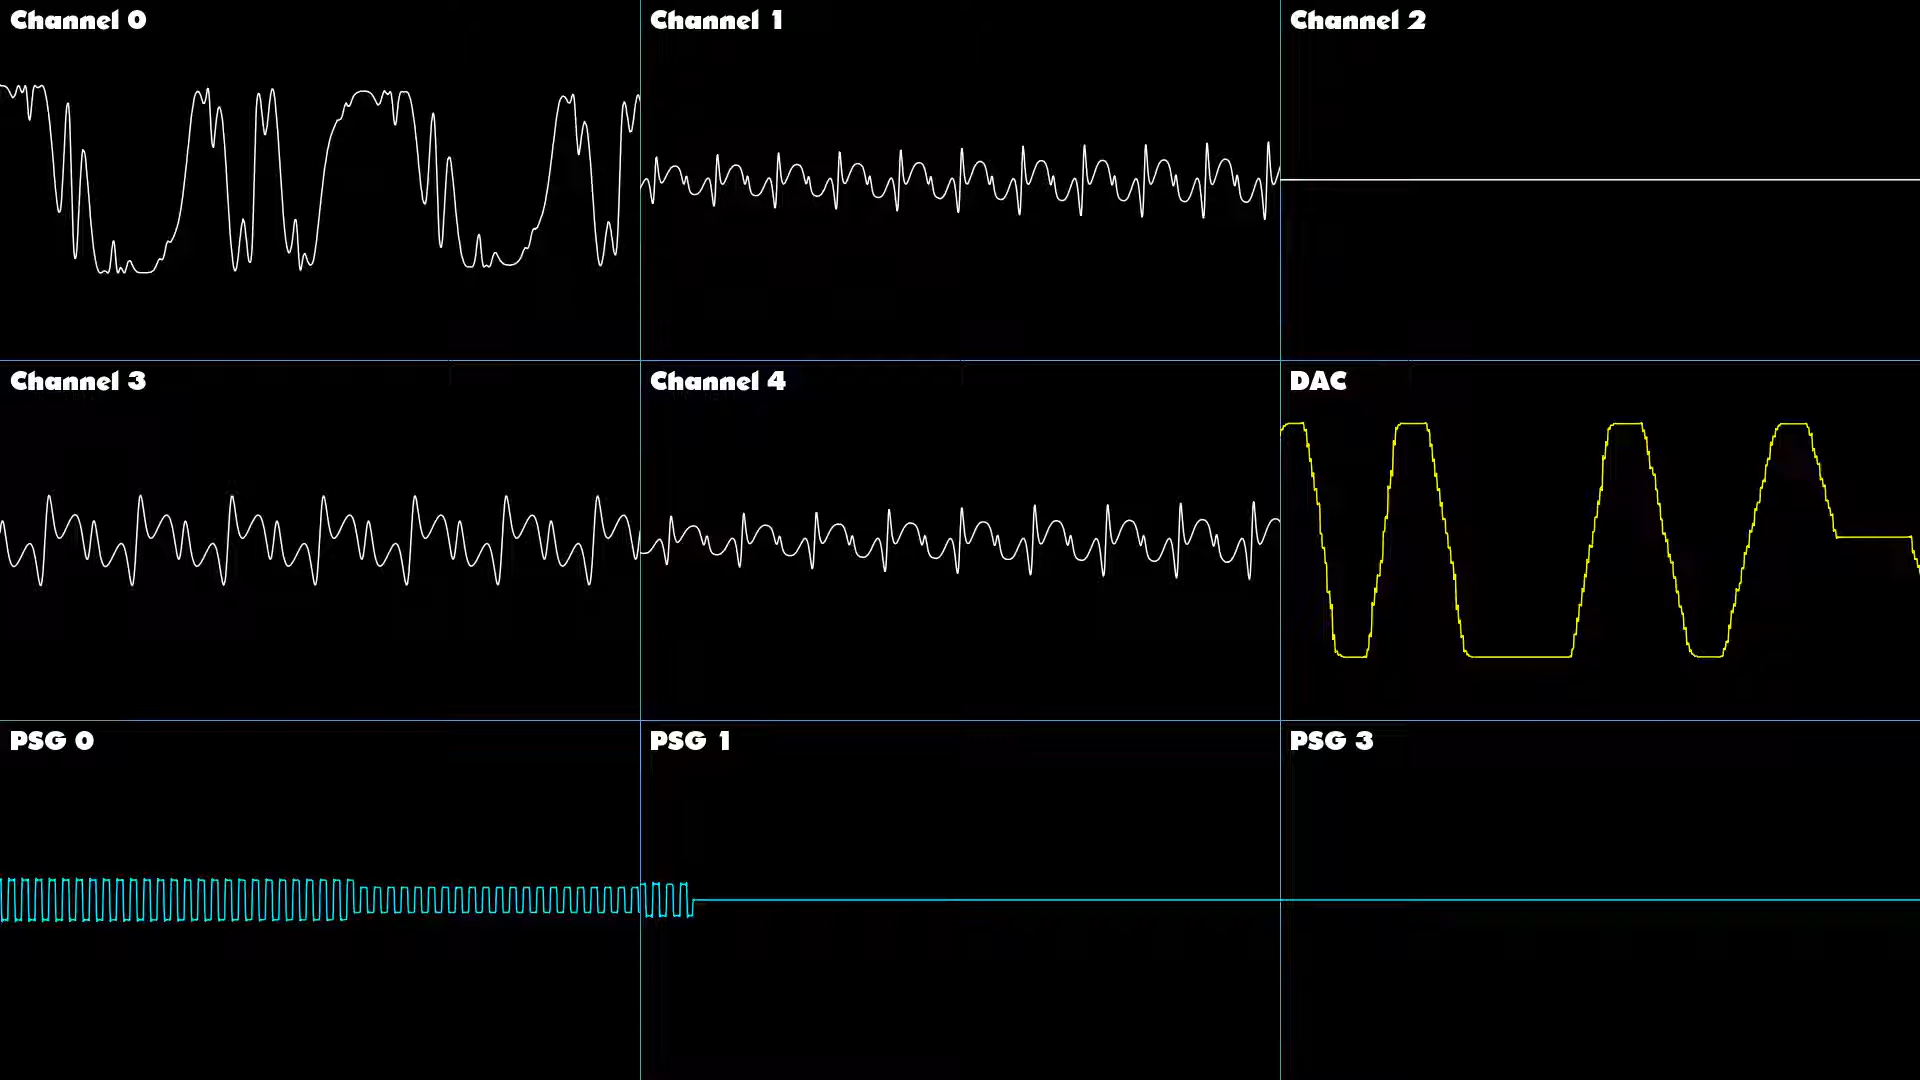 Channel 0
Channel 1
Channel 2
Channel 3
Channel 4
DAC
PSG 0
PSG 1
PSG 3